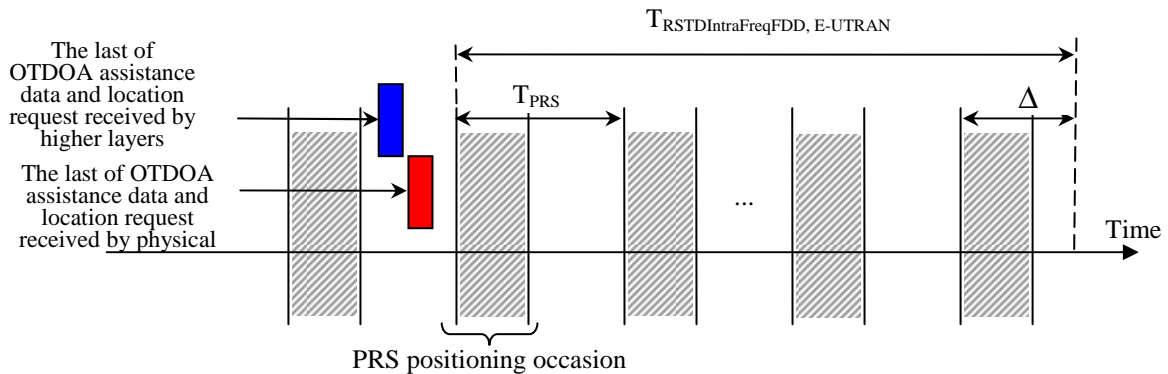 T_RSTDIntraFreqFDD, E-UTRAN
The last of
OTDOA assistance
data and location
request received by
higher layers
T_PRS
Δ
The last of OTDOA
assistance data and
location request
received by physical
...
Time
PRS positioning occasion